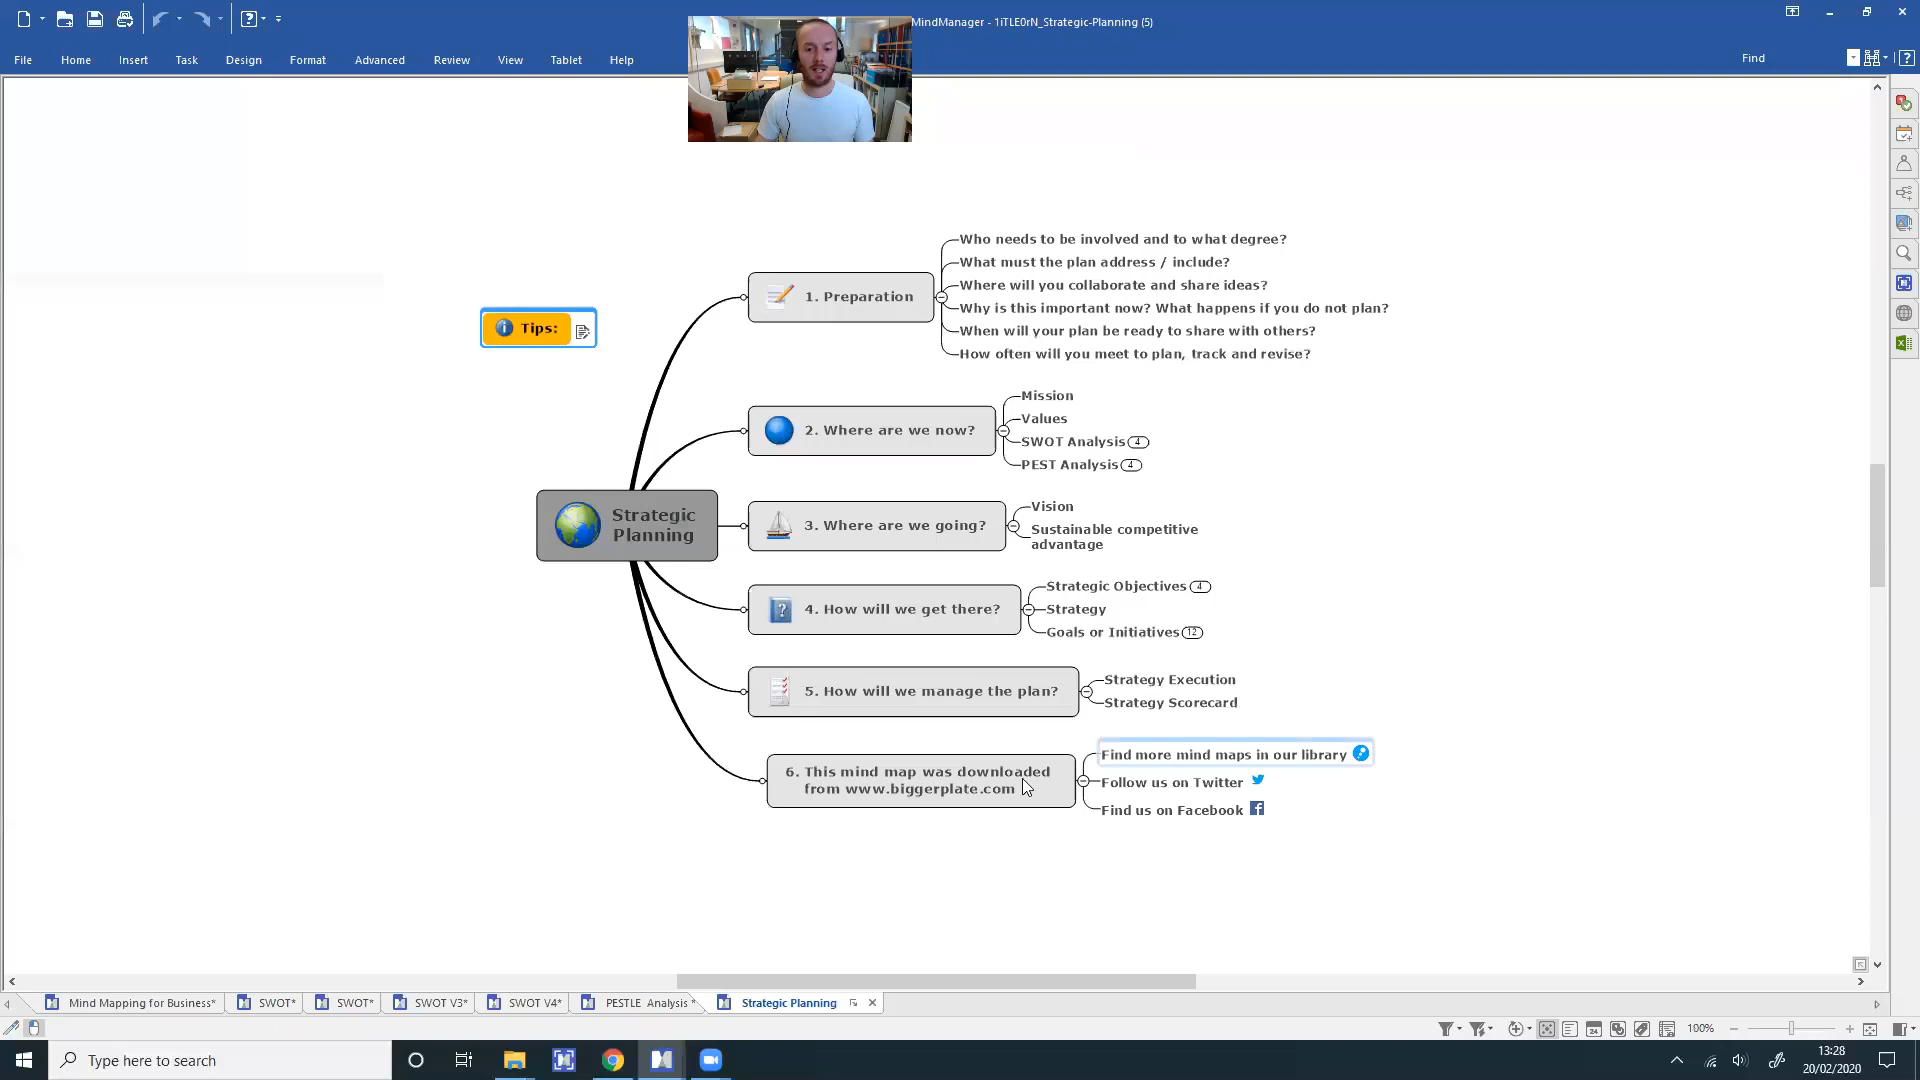 MindManager - 1iTLE0rN_Strategic-Planning (5)
File Home Insert Task Design Format Advanced Review View Tablet Help Find
Tips:
Strategic
Planning
1. Preparation
Who needs to be involved and to what degree?
What must the plan address / include?
Where will you collaborate and share ideas?
Why is this important now? What happens if you do not plan?
When will your plan be ready to share with others?
How often will you meet to plan, track and revise?
2. Where are we now?
Mission
Values
SWOT Analysis 4
PEST Analysis 4
3. Where are we going?
Vision
Sustainable competitive
advantage
4. How will we get there?
Strategic Objectives 4
Strategy
Goals or Initiatives 12
5. How will we manage the plan?
Strategy Execution
Strategy Scorecard
6. This mind map was downloaded
from www.biggerplate.com
Find more mind maps in our library
Follow us on Twitter
Find us on Facebook
Mind Mapping for Business* SWOT* SWOT* SWOT V3* SWOT V4* PESTLE Analysis * Strategic Planning
100%
Type here to search
13:28
20/02/2020